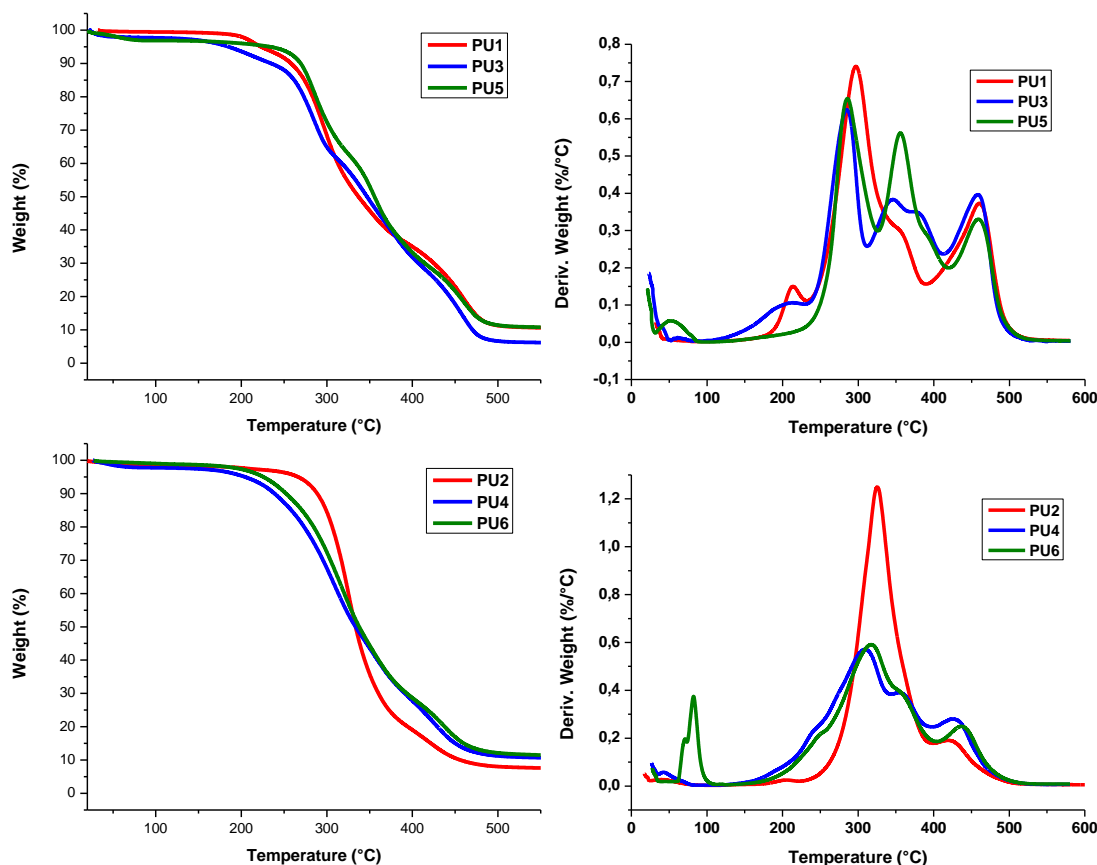 100
90
80
70
60
50
40
30
20
10
0
Weight (%)
PU1
PU3
PU5
100 200 300 400 500
Temperature (°C)
0,8
0,7
0,6
0,5
0,4
0,3
0,2
0,1
0,0
-0,1
Deriv. Weight (%/°C)
PU1
PU3
PU5
0 100 200 300 400 500 600
Temperature (°C)
100
90
80
70
60
50
40
30
20
10
0
Weight (%)
PU2
PU4
PU6
100 200 300 400 500
Temperature (°C)
1,2
1,0
0,8
0,6
0,4
0,2
0,0
Deriv. Weight (%/°C)
PU2
PU4
PU6
0 100 200 300 400 500 600
Temperature (°C)